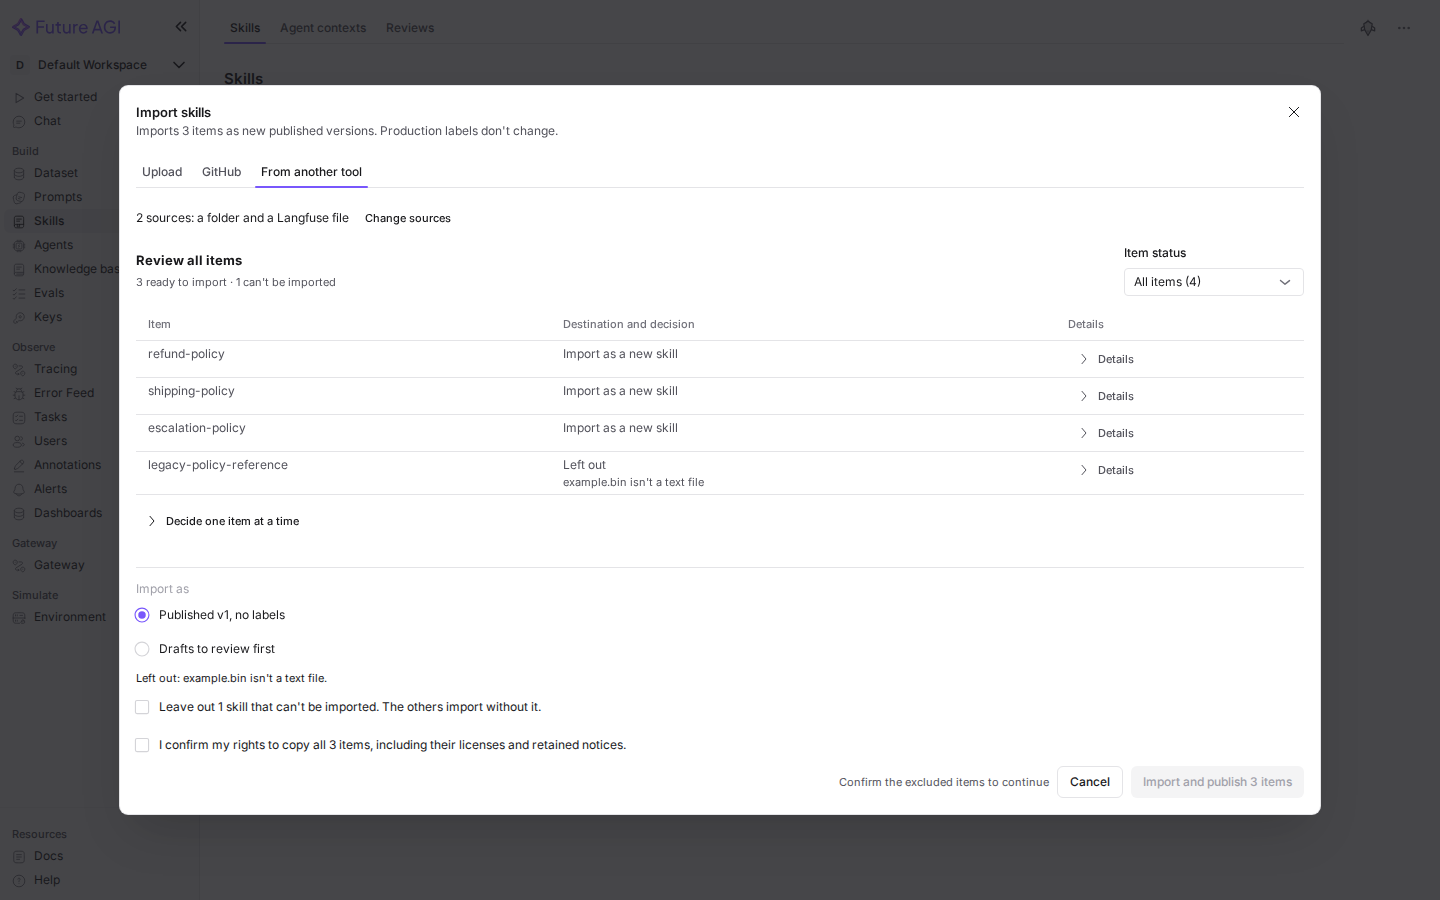 Future AGI
D Default Workspace
Get started
Chat
Build
Dataset
Prompts
Skills
Agents
Knowledge bas
Evals
Keys
Observe
Tracing
Error Feed
Tasks
Users
Annotations
Alerts
Dashboards
Gateway
Gateway
Simulate
Environment
Resources
Docs
Help
Skills Agent contexts Reviews
Skills
Import skills
Imports 3 items as new published versions. Production labels don't change.
Upload GitHub From another tool
2 sources: a folder and a Langfuse file Change sources
Review all items
3 ready to import · 1 can't be imported
Item status
All items (4)
Item Destination and decision Details
refund-policy Import as a new skill Details
shipping-policy Import as a new skill Details
escalation-policy Import as a new skill Details
legacy-policy-reference Left out Details
example.bin isn't a text file
Decide one item at a time
Import as
Published v1, no labels
Drafts to review first
Left out: example.bin isn't a text file.
Leave out 1 skill that can't be imported. The others import without it.
I confirm my rights to copy all 3 items, including their licenses and retained notices.
Confirm the excluded items to continue Cancel Import and publish 3 items